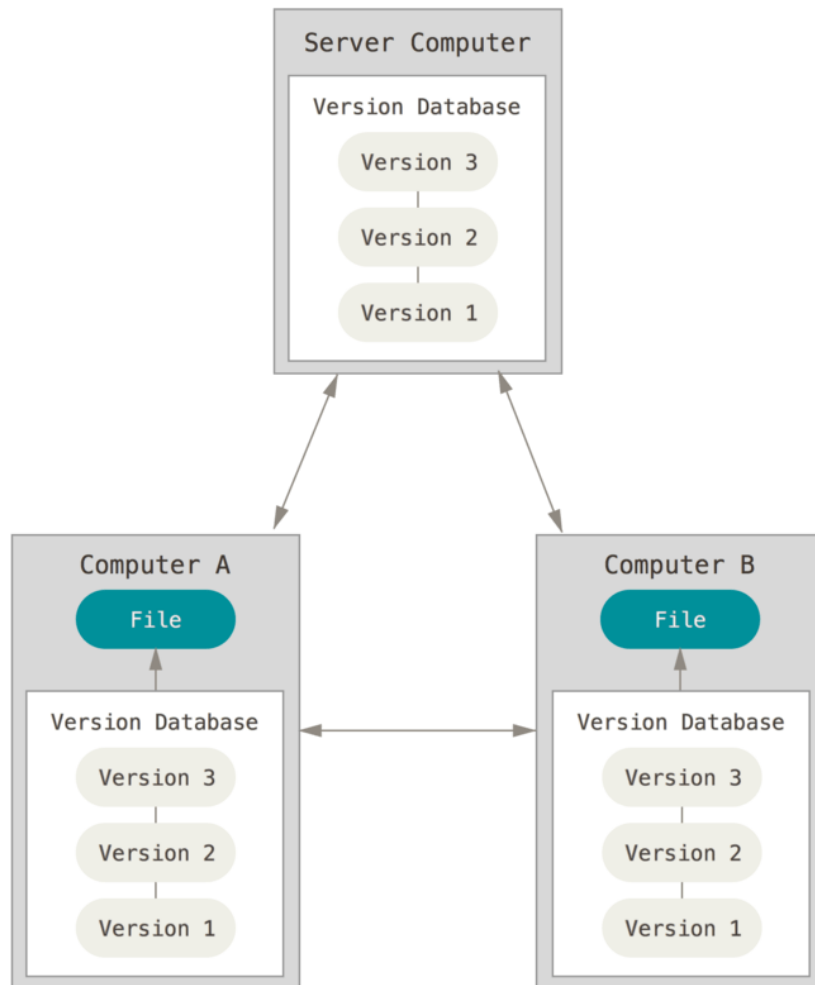 Server Computer
Version Database
Version 3
Version 2
Version 1
Computer A
File
Version Database
Version 3
Version 2
Version 1
Computer B
File
Version Database
Version 3
Version 2
Version 1